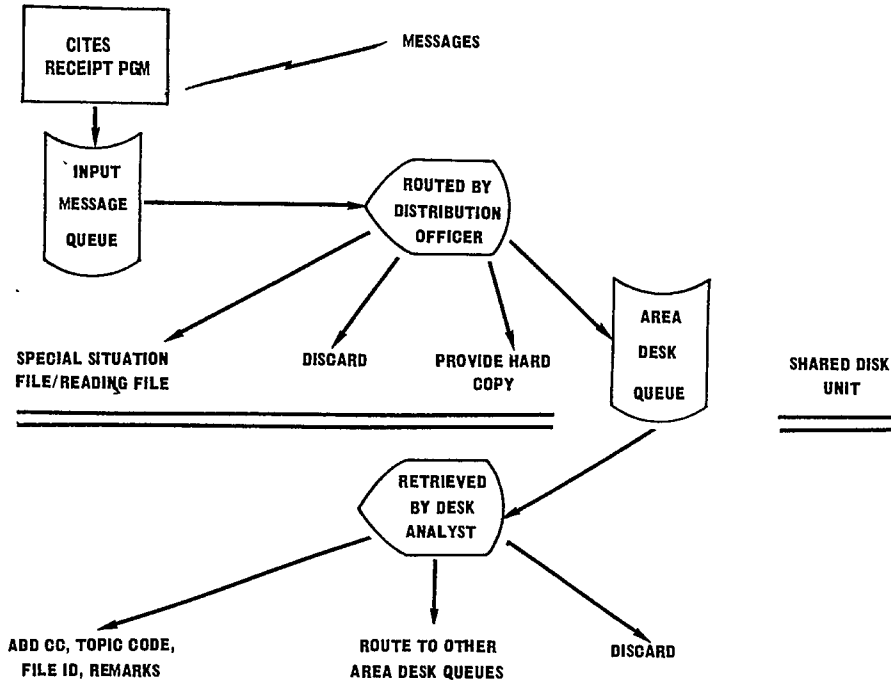 CITES
RECEIPT PGM
MESSAGES
INPUT
MESSAGE
QUEUE
ROUTED BY
DISTRIBUTION
OFFICER
AREA
DESK
QUEUE
SPECIAL SITUATION
FILE/READING FILE
DISCARD
PROVIDE HARD
COPY
SHARED DISK
UNIT
RETRIEVED
BY DESK
ANALYST
ADD CC, TOPIC CODE,
FILE ID, REMARKS
ROUTE TO OTHER
AREA DESK QUEUES
DISCARD